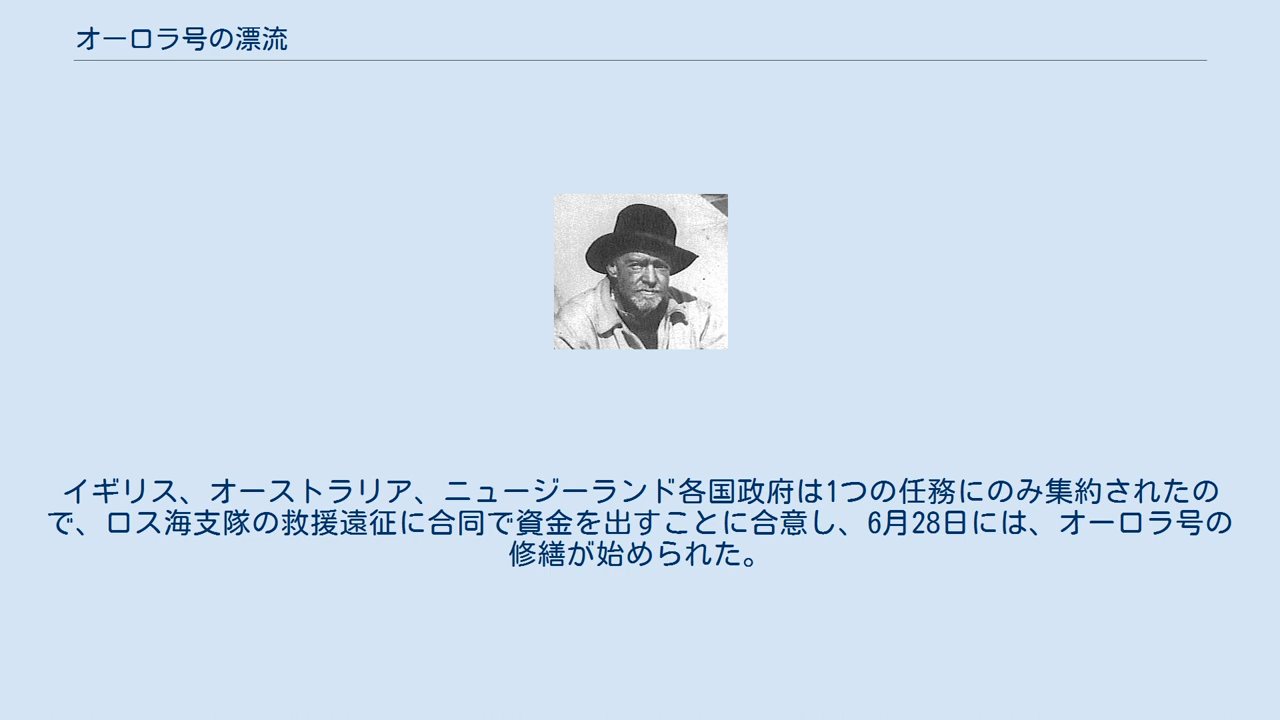 オーロラ号の漂流
イギリス、オーストラリア、ニュージーランド各国政府は1つの任務にのみ集約されたの
で、ロス海支隊の救援遠征に合同で資金を出すことに合意し、6月28日には、オーロラ号の
修繕が始められた。